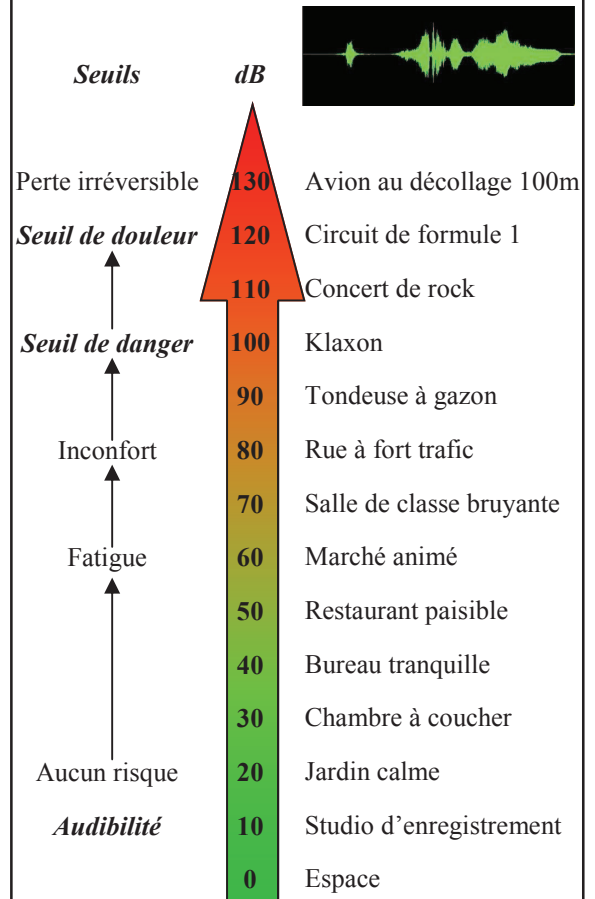 Seuils dB
Perte irréversible 130 Avion au décollage 100m
Seuil de douleur 120 Circuit de formule 1
110 Concert de rock
Seuil de danger 100 Klaxon
90 Tondeuse à gazon
Inconfort 80 Rue à fort trafic
70 Salle de classe bruyante
Fatigue 60 Marché animé
50 Restaurant paisible
40 Bureau tranquille
30 Chambre à coucher
Aucun risque 20 Jardin calme
Audibilité 10 Studio d’enregistrement
0 Espace